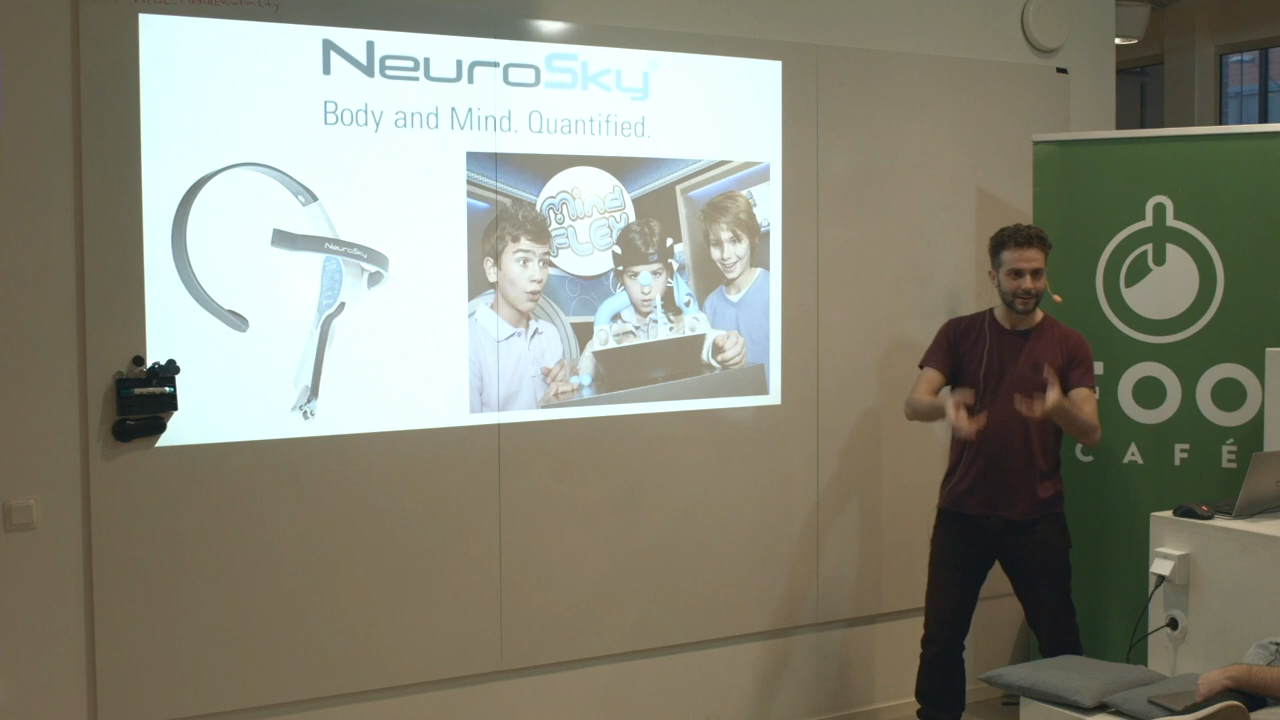 NeuroSky
Body and Mind. Quantified.
NeuroSky
Mind
FLEX
FOO
CAFÉ